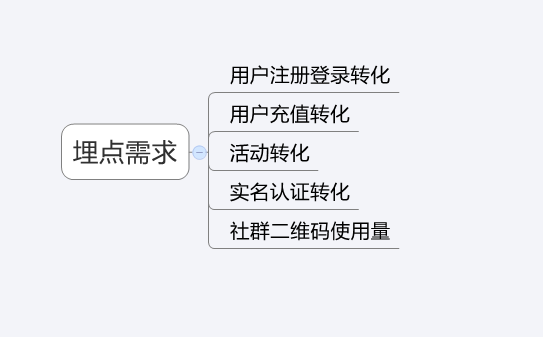 用户注册登录转化
用户充值转化
埋点需求
活动转化
实名认证转化
社群二维码使用量